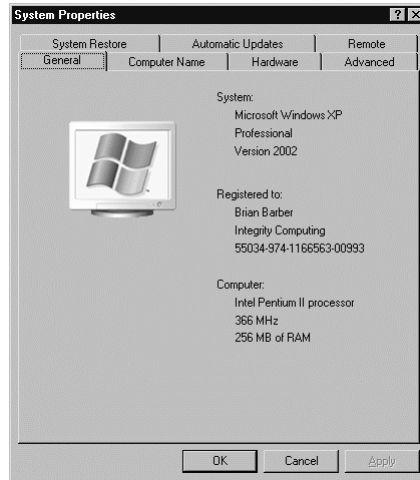 System Properties
System Restore Automatic Updates Remote
General Computer Name Hardware Advanced
System:
Microsoft Windows XP
Professional
Version 2002
Registered to:
Brian Barber
Integrity Computing
55034-974-1166563-00993
Computer:
Intel Pentium II processor
366 MHz
256 MB of RAM
OK Cancel Apply